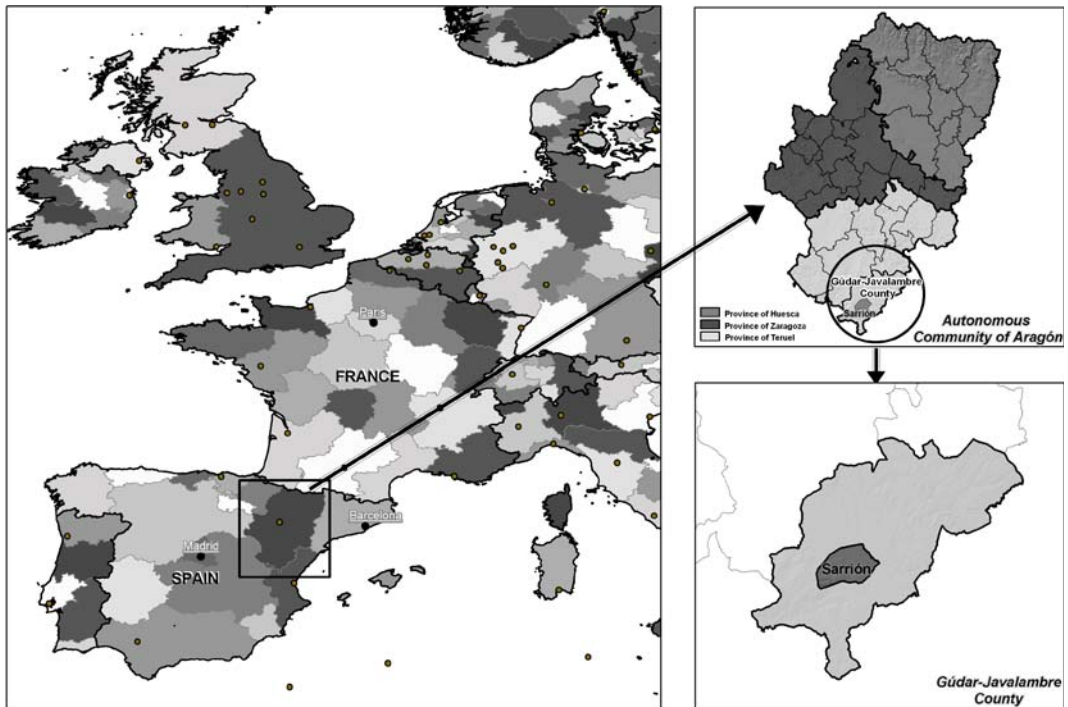 Paris
FRANCE
Barcelona
Madrid
SPAIN
Gúdar-Javalambre
County
Sarrión
Province of Huesca
Province of Zaragoza
Province of Teruel
Autonomous
Community of Aragón
Sarrión
Gúdar-Javalambre
County